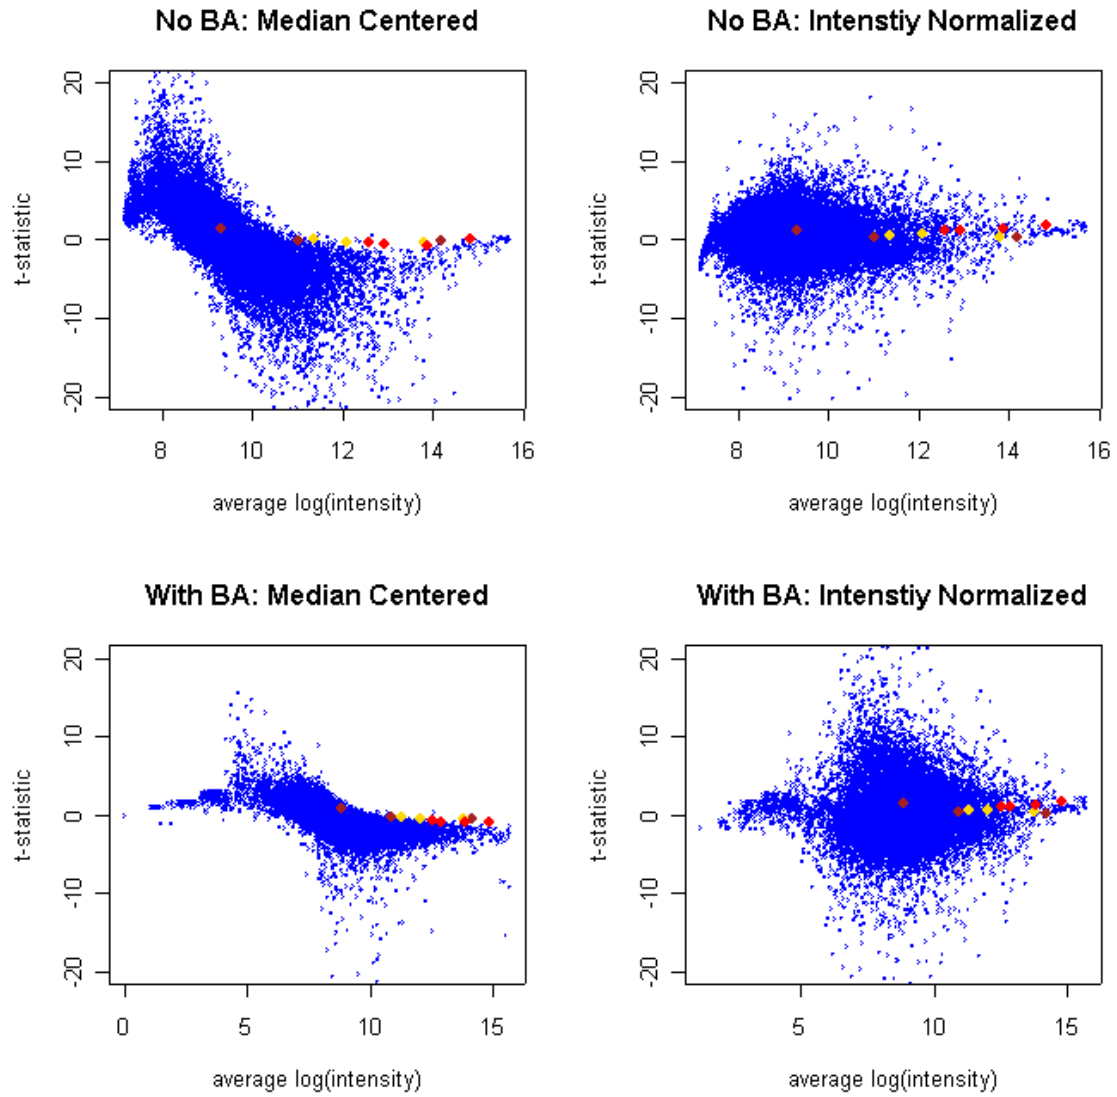 No BA: Median Centered
No BA: Intenstiy Normalized
20
10
0
-10
-20
t-statistic
8 10 12 14 16
average log(intensity)
20
10
0
-10
-20
t-statistic
8 10 12 14 16
average log(intensity)
With BA: Median Centered
With BA: Intenstiy Normalized
20
10
0
-10
-20
t-statistic
0 5 10 15
average log(intensity)
20
10
0
-10
-20
t-statistic
5 10 15
average log(intensity)